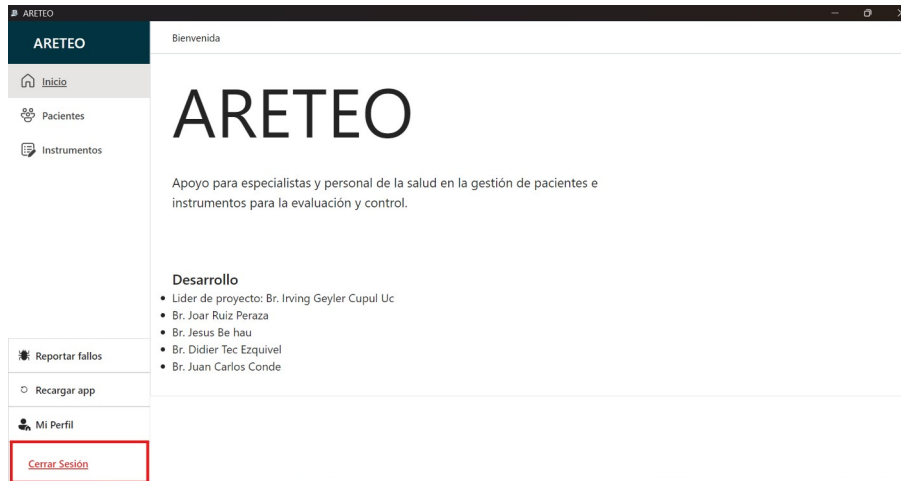 ARETEO
ARETEO
Inicio
Pacientes
Instrumentos
Reportar fallos
Recargar app
Mi Perfil
Cerrar Sesión
Bienvenida
ARETEO
Apoyo para especialistas y personal de la salud en la gestión de pacientes e
instrumentos para la evaluación y control.
Desarrollo
Lider de proyecto: Br. Irving Geyler Cupul Uc
Br. Joar Ruiz Peraza
Br. Jesus Be hau
Br. Didier Tec Ezquivel
Br. Juan Carlos Conde